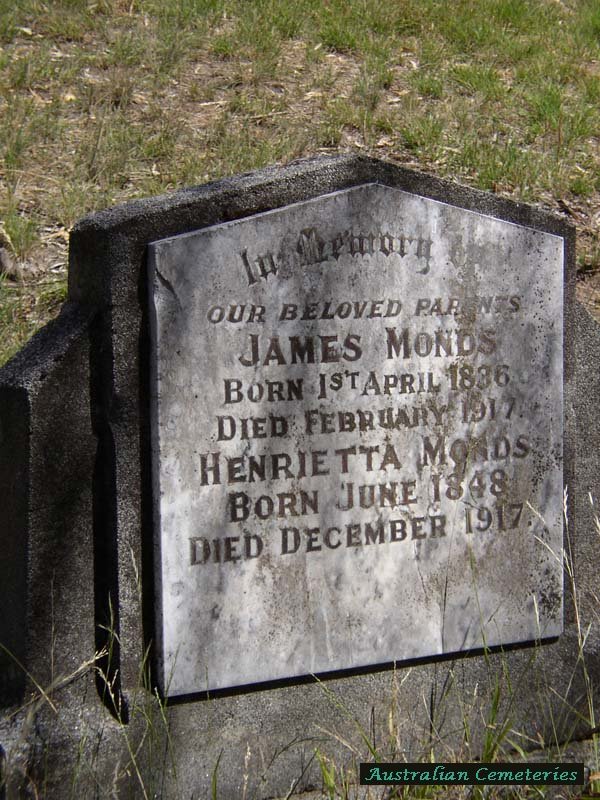 In Memory of
OUR BELOVED PARENTS
JAMES MONDS
BORN 1ST APRIL 1836
DIED FEBRUARY 1917.
HENRIETTA MONDS
BORN JUNE 1848
DIED DECEMBER 1917.
Australian Cemeteries